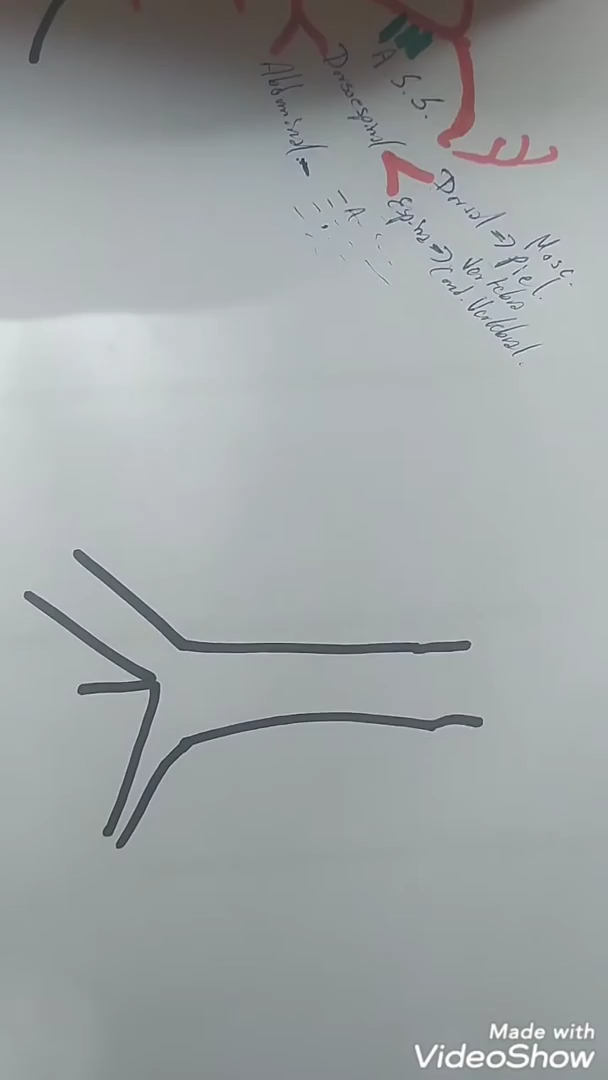 A S.S.
Dorsoespinal
Abdominal =
Dorsal => Musc.
Piel.
Espinal => Vertebra
Cond. Vertebral.
- A -
Made with
VideoShow